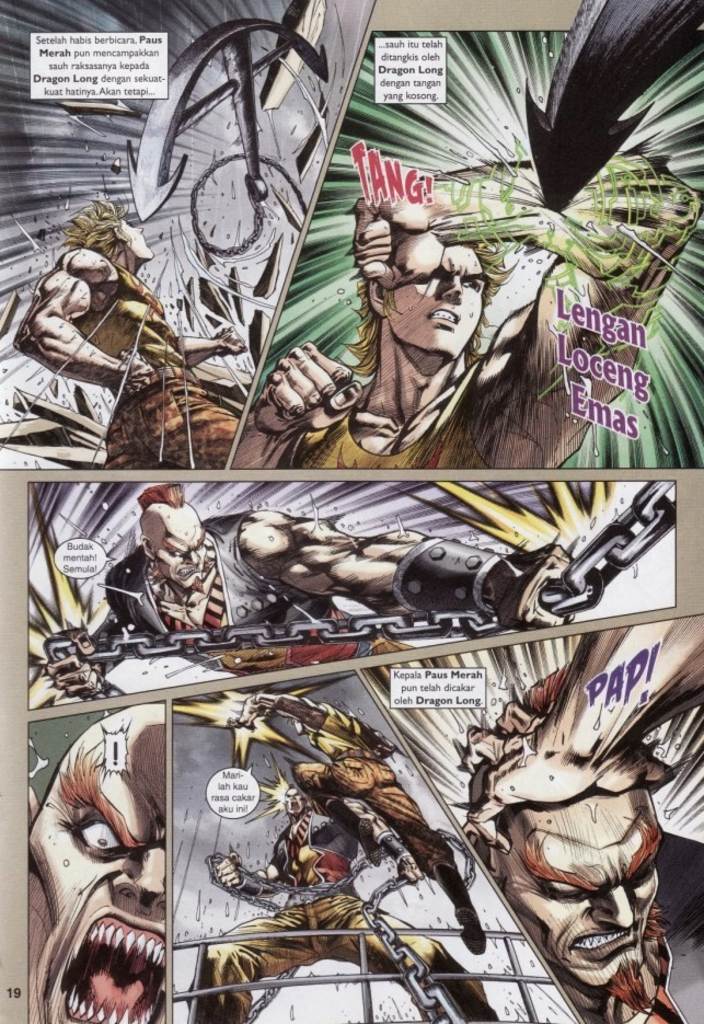 Setelah habis berbicara, Paus
Merah pun mencampakkan
sauh raksasanya kepada
Dragon Long dengan sekuat-
kuat hatinya. Akan tetapi...
...sauh itu telah
ditangkis oleh
Dragon Long
dengan tangan
yang kosong.
TANG!
Lengan
Loceng
Emas
Budak
mentah!
Semula!
Kepala Paus Merah
pun telah dicakar
oleh Dragon Long.
PAP!
!
Mari-
lah kau
rasa cakar
aku ini!
19